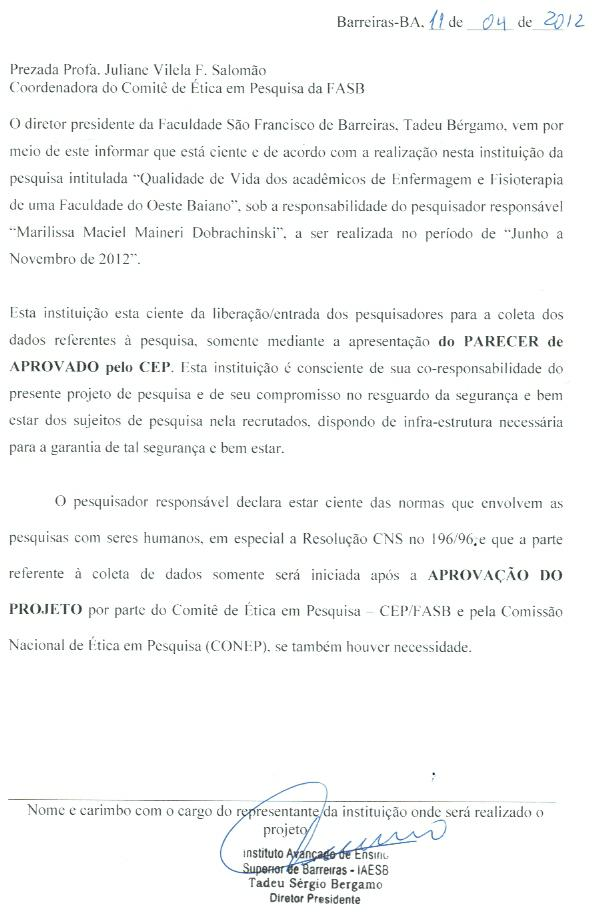 Barreiras-BA, 11 de 04 de 2012
Prezada Profa. Juliane Vilela F. Salomão
Coordenadora do Comitê de Ética em Pesquisa da FASB
O diretor presidente da Faculdade São Francisco de Barreiras, Tadeu Bérgamo, vem por
meio de este informar que está ciente e de acordo com a realização nesta instituição da
pesquisa intitulada “Qualidade de Vida dos acadêmicos de Enfermagem e Fisioterapia
de uma Faculdade do Oeste Baiano”, sob a responsabilidade do pesquisador responsável
“Marilissa Maciel Maineri Dobrachinski”, a ser realizada no período de “Junho a
Novembro de 2012”.
Esta instituição esta ciente da liberação/entrada dos pesquisadores para a coleta dos
dados referentes à pesquisa, somente mediante a apresentação do PARECER de
APROVADO pelo CEP. Esta instituição é consciente de sua co-responsabilidade do
presente projeto de pesquisa e de seu compromisso no resguardo da segurança e bem
estar dos sujeitos de pesquisa nela recrutados, dispondo de infra-estrutura necessária
para a garantia de tal segurança e bem estar.
O pesquisador responsável declara estar ciente das normas que envolvem as
pesquisas com seres humanos, em especial a Resolução CNS no 196/96,e que a parte
referente à coleta de dados somente será iniciada após a APROVAÇÃO DO
PROJETO por parte do Comitê de Ética em Pesquisa – CEP/FASB e pela Comissão
Nacional de Ética em Pesquisa (CONEP), se também houver necessidade.
Nome e carimbo com o cargo do representante da instituição onde será realizado o
projeto
Instituto Avançado de Ensino
Superior de Barreiras - IAESB
Tadeu Sérgio Bergamo
Diretor Presidente